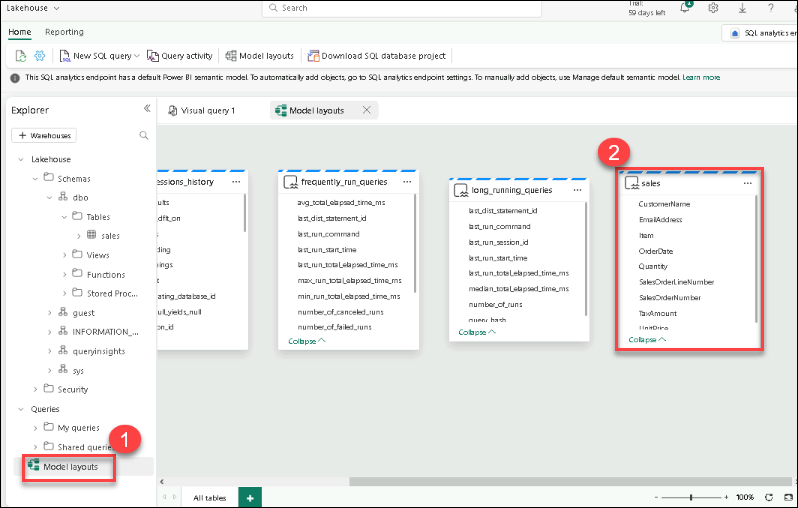 Lakehouse
Search
Trial:
59 days left
Home
Reporting
SQL analytics en
New SQL query
Query activity
Model layouts
Download SQL database project
This SQL analytics endpoint has a default Power BI semantic model. To automatically add objects, go to SQL analytics endpoint settings. To manually add objects, use Manage default semantic model. Learn more
Explorer
+ Warehouses
Lakehouse
Schemas
dbo
Tables
sales
Views
Functions
Stored Proc...
guest
INFORMATION_...
queryinsights
sys
Security
Queries
My queries
Shared querie
Model layouts
1
Visual query 1
Model layouts
essions_history
ults
dfit_on
ding
nings
t
ating_database_id
ull_yields_null
on_id
frequently_run_queries
avg_total_elapsed_time_ms
last_dist_statement_id
last_run_command
last_run_start_time
last_run_total_elapsed_time_ms
max_run_total_elapsed_time_ms
min_run_total_elapsed_time_ms
number_of_canceled_runs
number_of_failed_runs
Collapse
long_running_queries
last_dist_statement_id
last_run_command
last_run_session_id
last_run_start_time
last_run_total_elapsed_time_ms
median_total_elapsed_time_ms
number_of_runs
query_hash
Collapse
2
sales
CustomerName
EmailAddress
Item
OrderDate
Quantity
SalesOrderLineNumber
SalesOrderNumber
TaxAmount
UnitPrice
Collapse
All tables
+
- + 100%